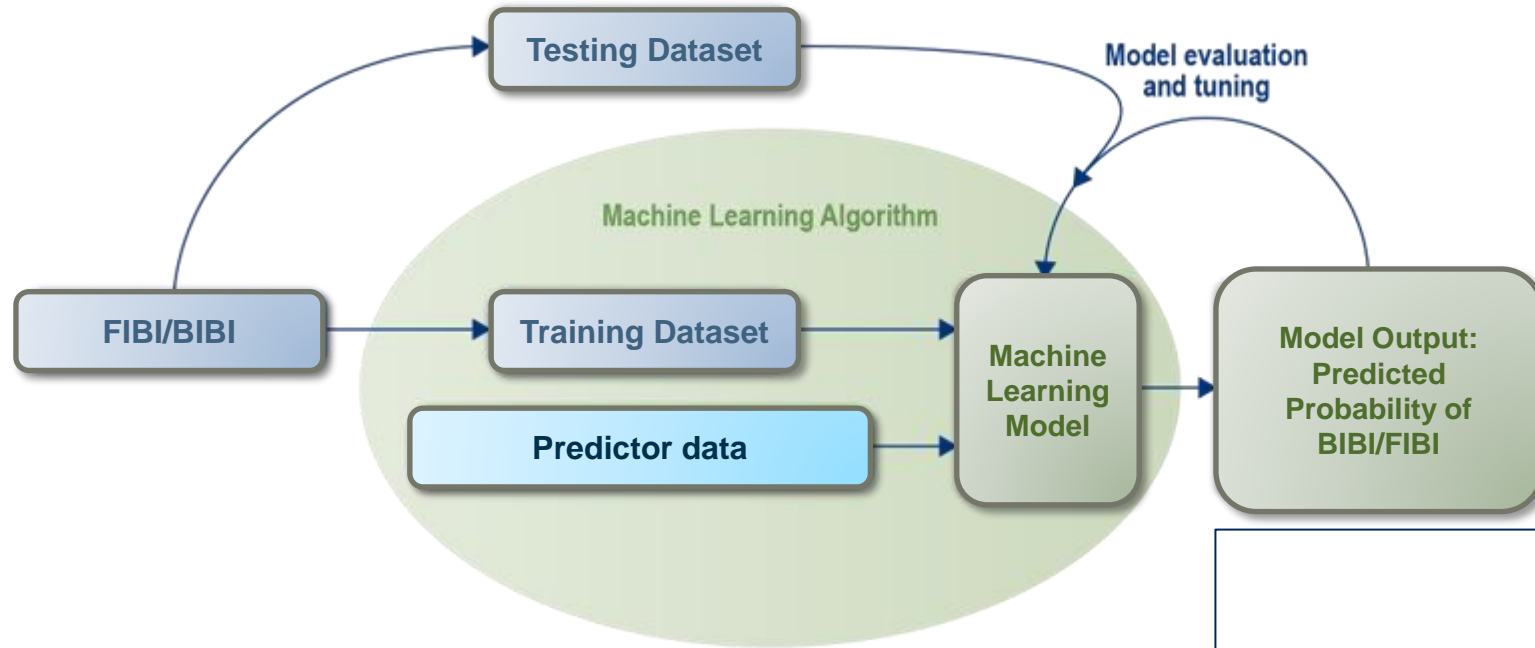 Testing Dataset
Model evaluation
and tuning
Machine Learning Algorithm
FIBI/BIBI
Training Dataset
Machine
Learning
Model
Model Output:
Predicted
Probability of
BIBI/FIBI
Predictor data